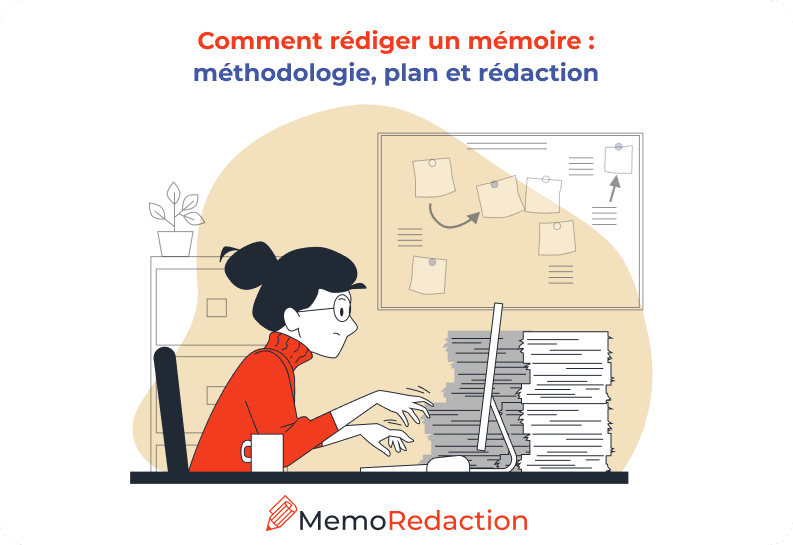 Comment rédiger un mémoire :
méthodologie, plan et rédaction
MemoRedaction